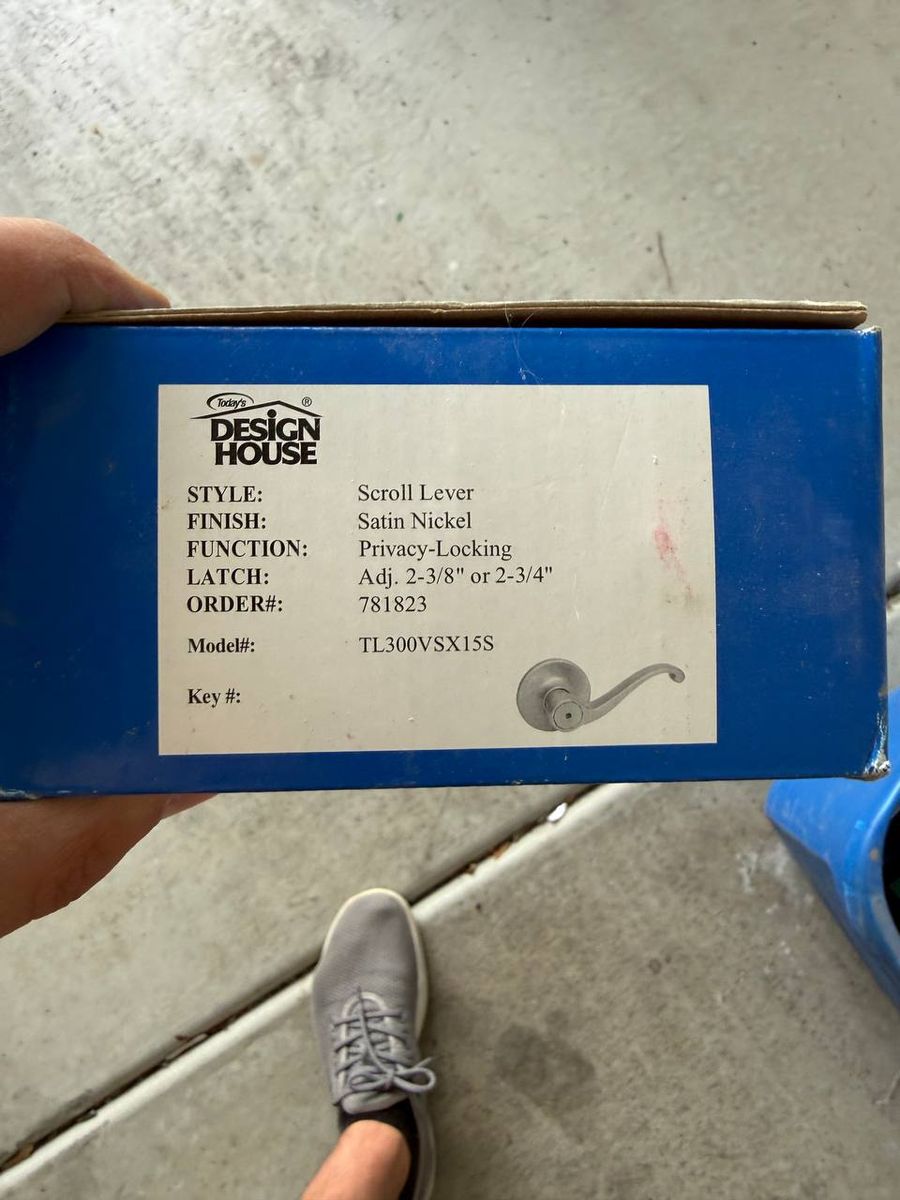 Today's ®
DESIGN
HOUSE
STYLE: Scroll Lever
FINISH: Satin Nickel
FUNCTION: Privacy-Locking
LATCH: Adj. 2-3/8" or 2-3/4"
ORDER#: 781823
Model#: TL300VSX15S
Key #: